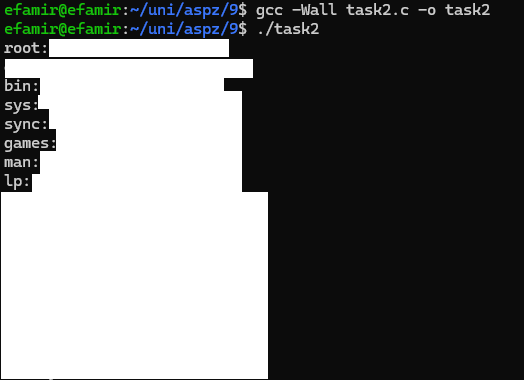 efamir@efamir:~/uni/aspz/9$ gcc -Wall task2.c -o task2
efamir@efamir:~/uni/aspz/9$ ./task2
root:
bin:
sys:
sync:
games:
man:
lp: